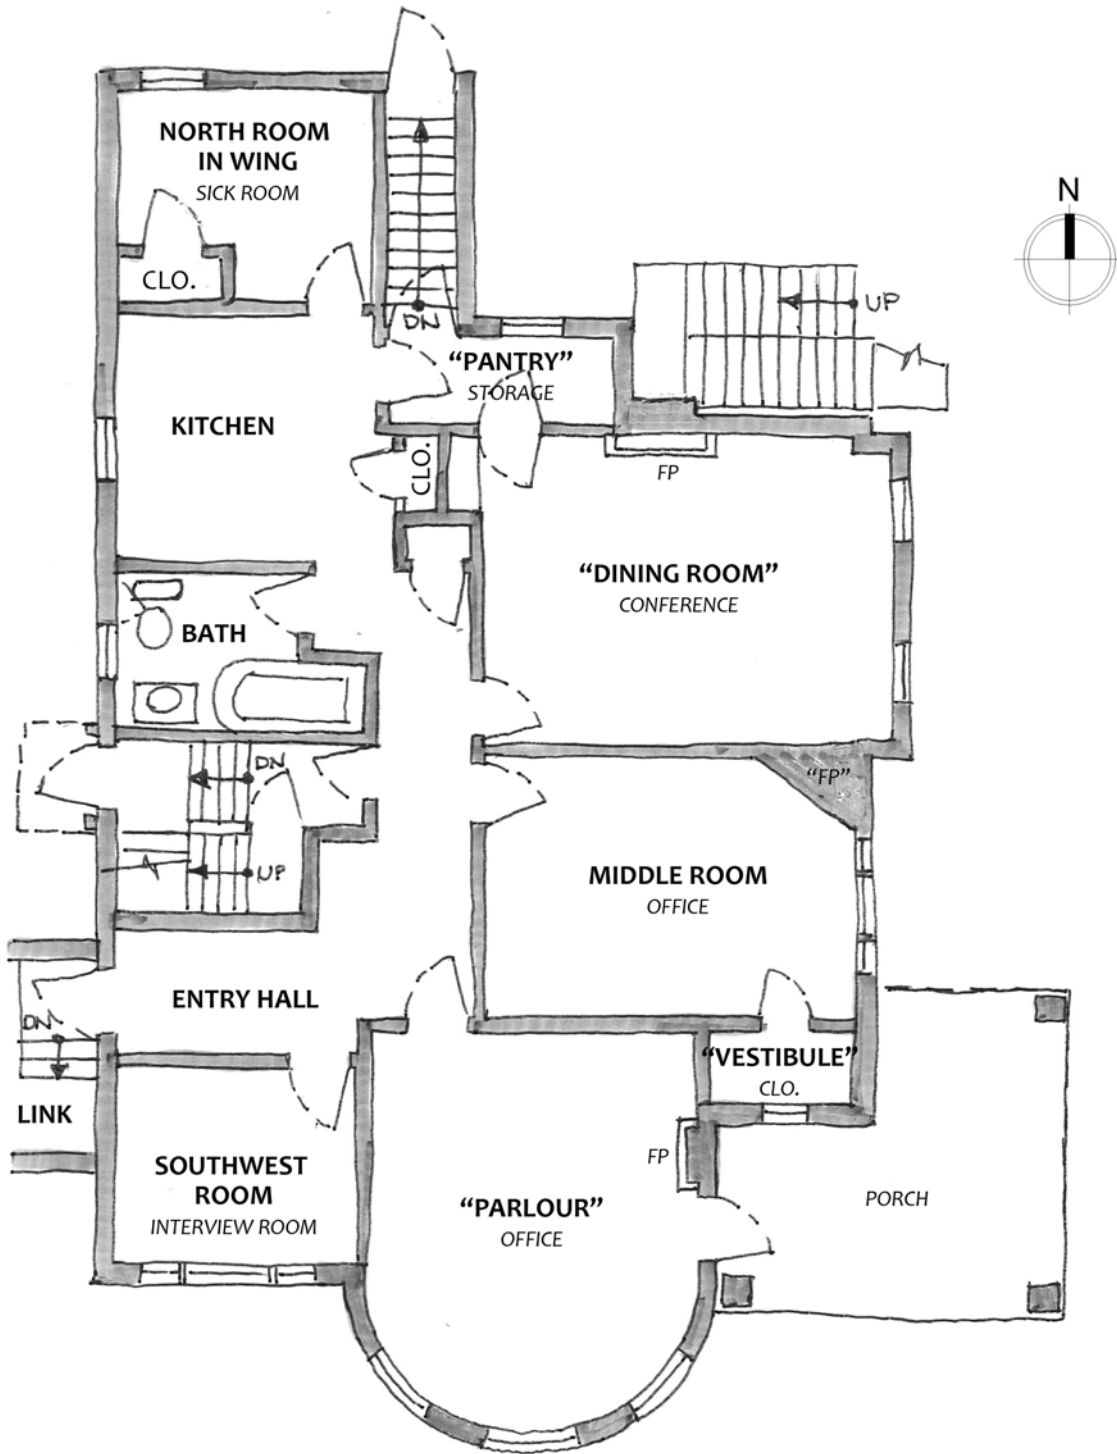 NORTH ROOM
IN WING
SICK ROOM
N
CLO.
UP
DN
"PANTRY"
STORAGE
KITCHEN
CLO.
FP
"DINING ROOM"
CONFERENCE
BATH
DN
"FP"
UP
MIDDLE ROOM
OFFICE
ENTRY HALL
DN
"VESTIBULE"
CLO.
LINK
FP
SOUTHWEST
ROOM
INTERVIEW ROOM
"PARLOUR"
OFFICE
PORCH